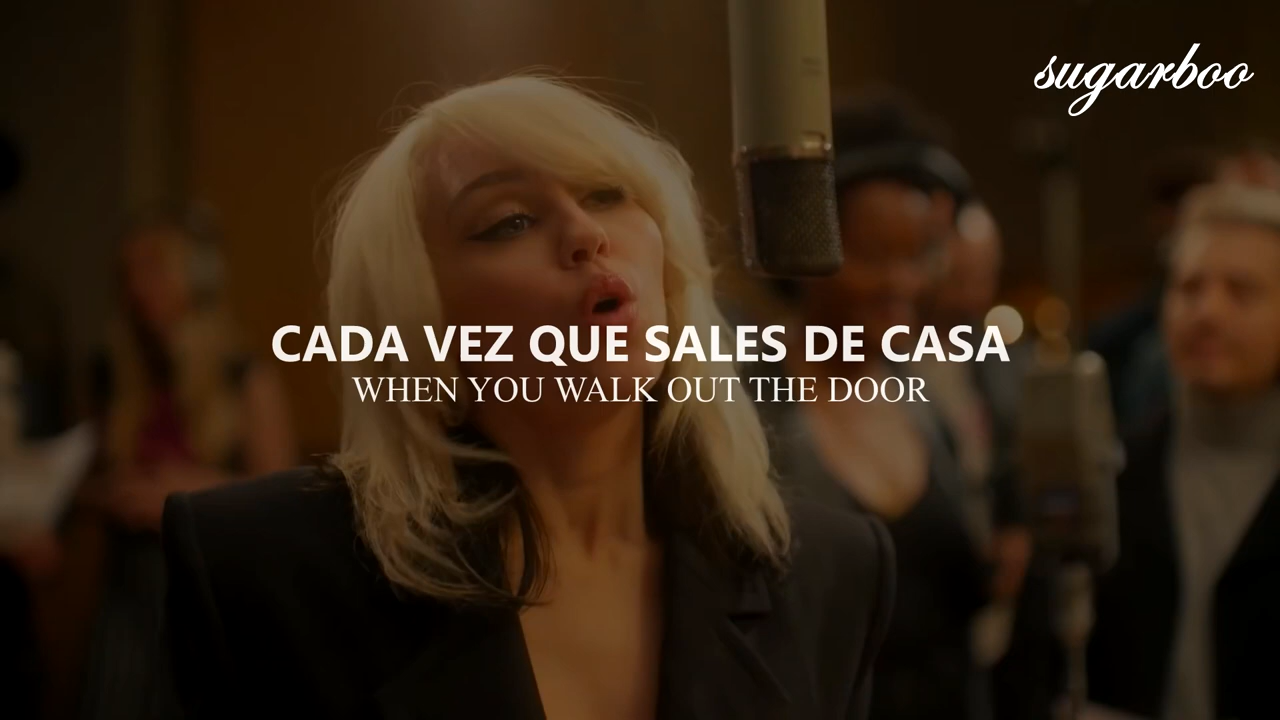 sugarboo
CADA VEZ QUE SALES DE CASA
WHEN YOU WALK OUT THE DOOR